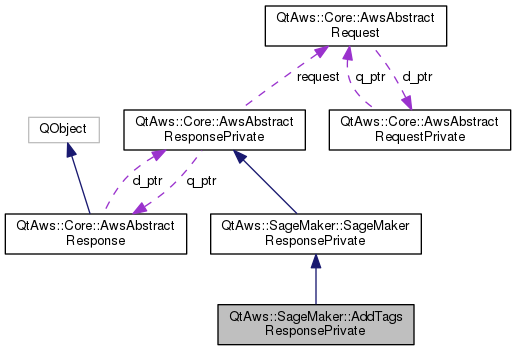 QtAws::Core::AwsAbstract
Request
request
q_ptr
d_ptr
QObject
QtAws::Core::AwsAbstract
ResponsePrivate
QtAws::Core::AwsAbstract
RequestPrivate
d_ptr
q_ptr
QtAws::Core::AwsAbstract
Response
QtAws::SageMaker::SageMaker
ResponsePrivate
QtAws::SageMaker::AddTags
ResponsePrivate